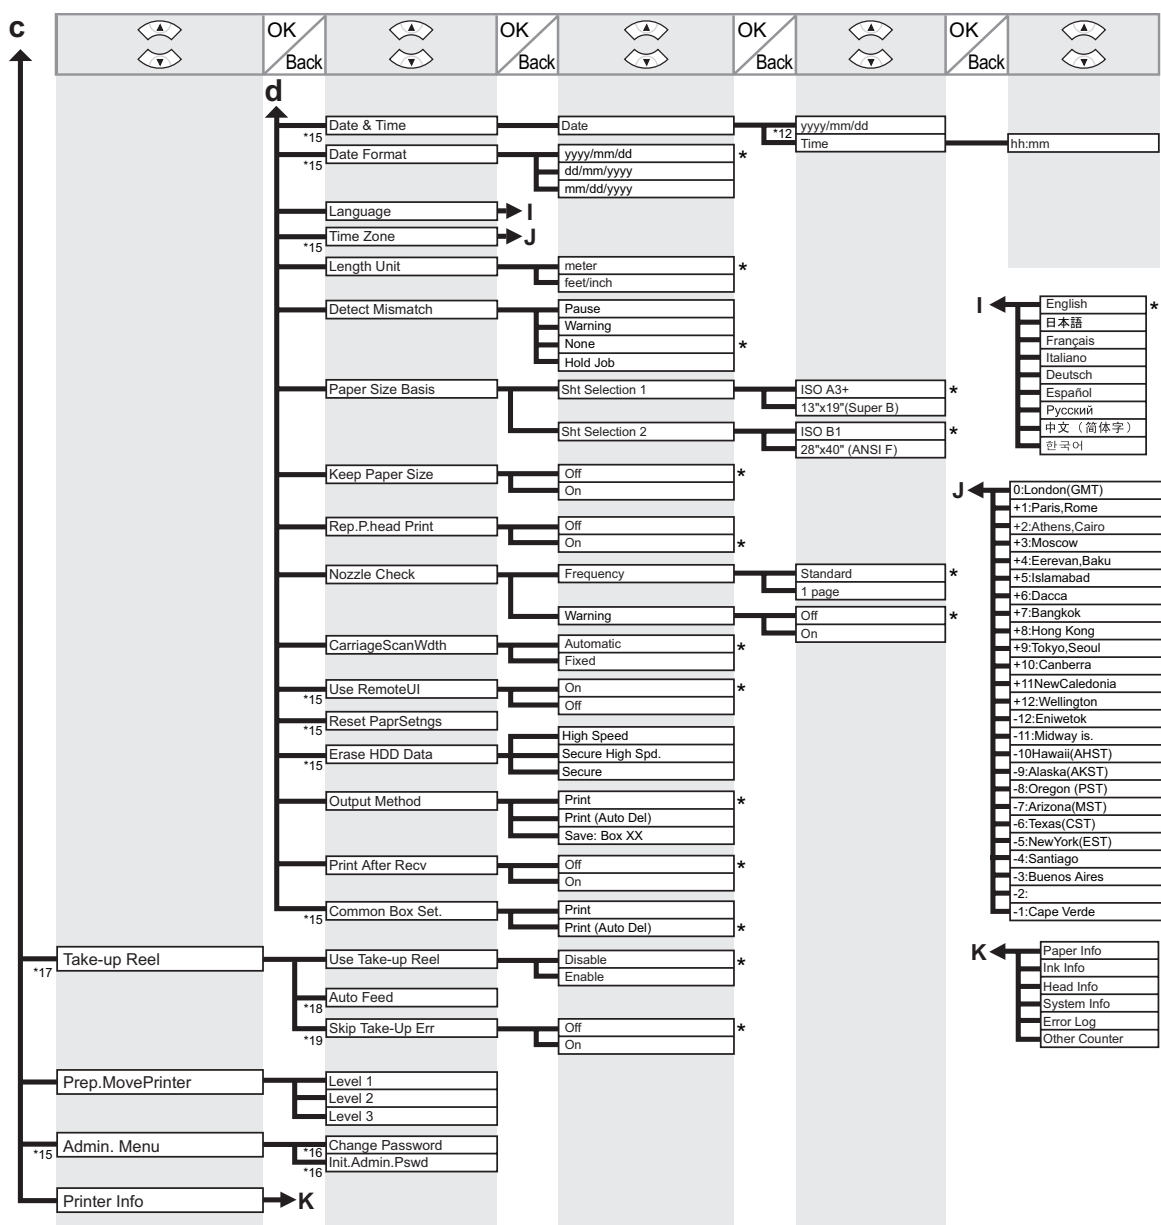 c
OK
Back
OK
Back
OK
Back
OK
Back
d
*15 Date & Time
Date
*12 yyyy/mm/dd
Time
hh:mm
*15 Date Format
yyyy/mm/dd *
dd/mm/yyyy
mm/dd/yyyy
Language I
*15 Time Zone J
Length Unit
meter *
feet/inch
Detect Mismatch
Pause
Warning
None *
Hold Job
Paper Size Basis
Sht Selection 1
ISO A3+ *
13"x19"(Super B)
Sht Selection 2
ISO B1 *
28"x40" (ANSI F)
Keep Paper Size
Off *
On
Rep.P.head Print
Off
On *
Nozzle Check
Frequency
Standard *
1 page
Warning
Off *
On
CarriageScanWdth
Automatic *
Fixed
*15 Use RemoteUI
On *
Off
*15 Reset PaprSetngs
*15 Erase HDD Data
High Speed
Secure High Spd.
Secure
Output Method
Print *
Print (Auto Del)
Save: Box XX
Print After Recv
Off *
On
*15 Common Box Set.
Print
Print (Auto Del) *
*17 Take-up Reel
Use Take-up Reel
Disable *
Enable
*18 Auto Feed
*19 Skip Take-Up Err
Off *
On
Prep.MovePrinter
Level 1
Level 2
Level 3
*15 Admin. Menu
*16 Change Password
*16 Init.Admin.Pswd
Printer Info K
I
English *
日本語
Français
Italiano
Deutsch
Español
Русский
中文（简体字）
한국어
J
0:London(GMT)
+1:Paris,Rome
+2:Athens,Cairo
+3:Moscow
+4:Eerevan,Baku
+5:Islamabad
+6:Dacca
+7:Bangkok
+8:Hong Kong
+9:Tokyo,Seoul
+10:Canberra
+11NewCaledonia
+12:Wellington
-12:Eniwetok
-11:Midway is.
-10Hawaii(AHST)
-9:Alaska(AKST)
-8:Oregon (PST)
-7:Arizona(MST)
-6:Texas(CST)
-5:NewYork(EST)
-4:Santiago
-3:Buenos Aires
-2:
-1:Cape Verde
K
Paper Info
Ink Info
Head Info
System Info
Error Log
Other Counter